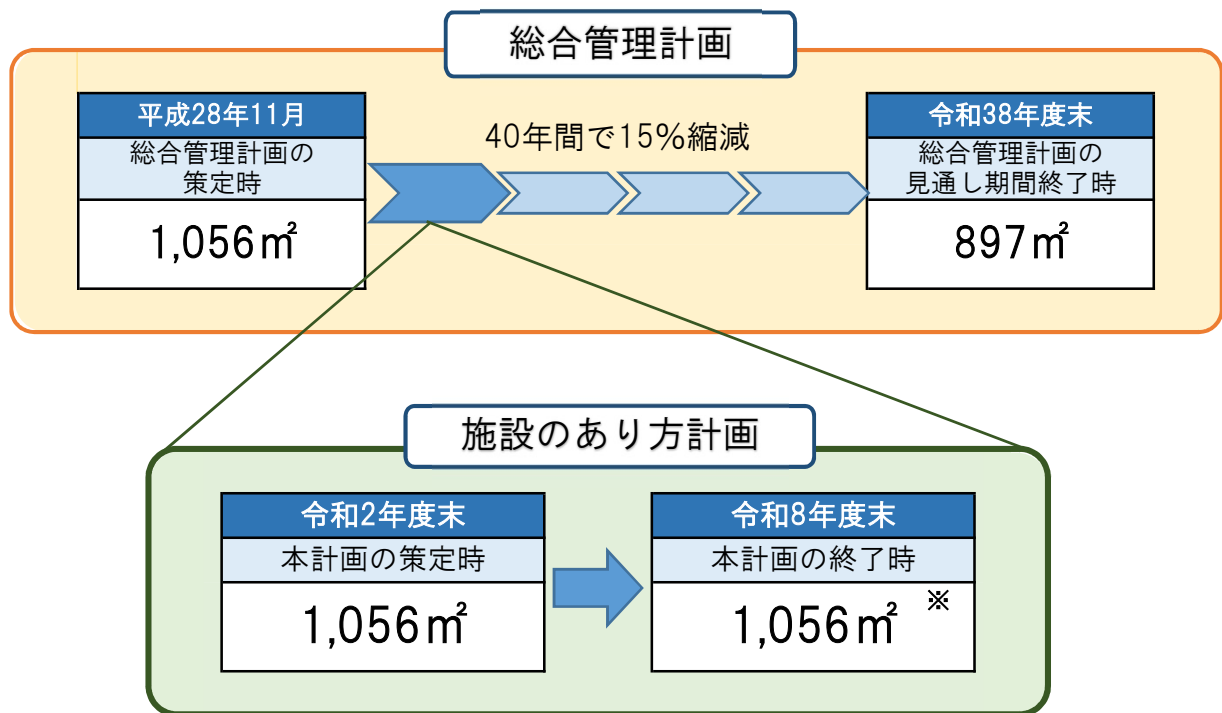 総合管理計画
平成28年11月
総合管理計画の
策定時
1,056㎡
40年間で15％縮減
令和38年度末
総合管理計画の
見通し期間終了時
897㎡
施設のあり方計画
令和2年度末
本計画の策定時
1,056㎡
令和8年度末
本計画の終了時
1,056㎡ ※